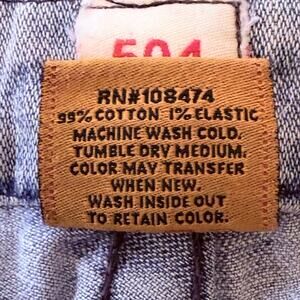 504
RN#108474
99% COTTON 1% ELASTIC
MACHINE WASH COLD.
TUMBLE DRY MEDIUM.
COLOR MAY TRANSFER
WHEN NEW.
WASH INSIDE OUT
TO RETAIN COLOR.